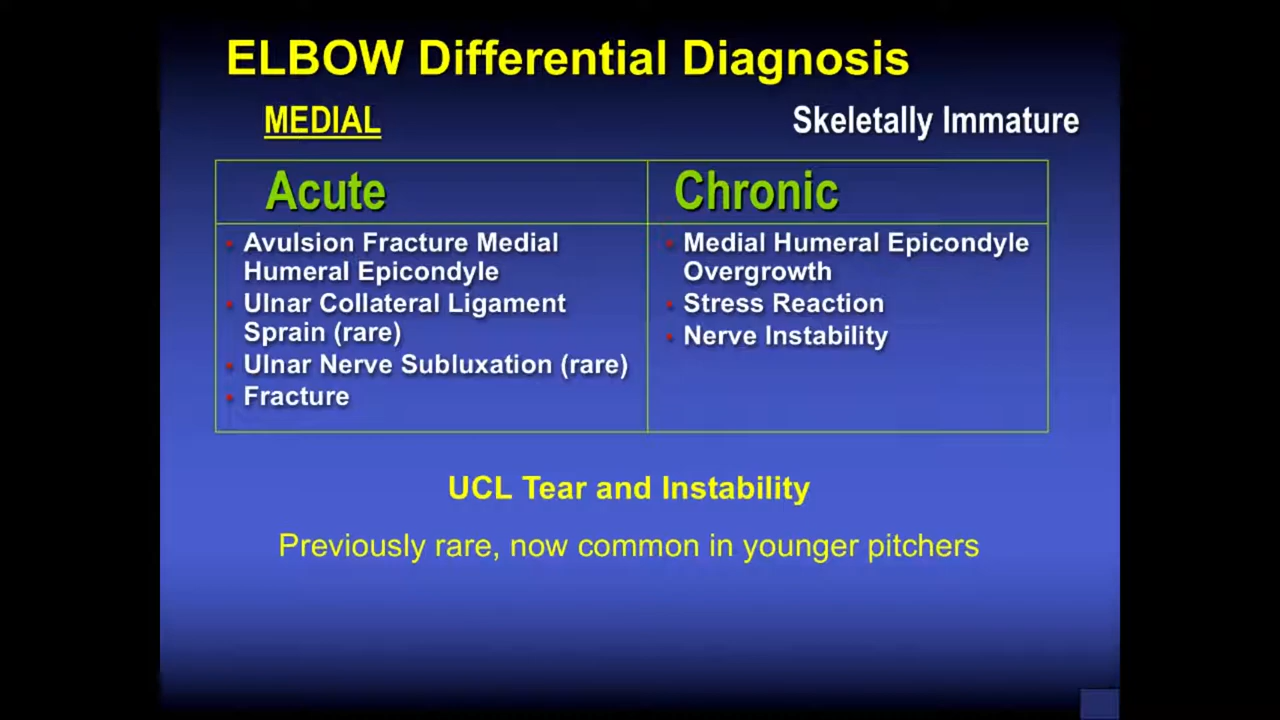 ELBOW Differential Diagnosis
MEDIAL
Skeletally Immature
Acute
Chronic
• Avulsion Fracture Medial
Humeral Epicondyle
• Ulnar Collateral Ligament
Sprain (rare)
• Ulnar Nerve Subluxation (rare)
• Fracture
• Medial Humeral Epicondyle
Overgrowth
• Stress Reaction
• Nerve Instability
UCL Tear and Instability
Previously rare, now common in younger pitchers